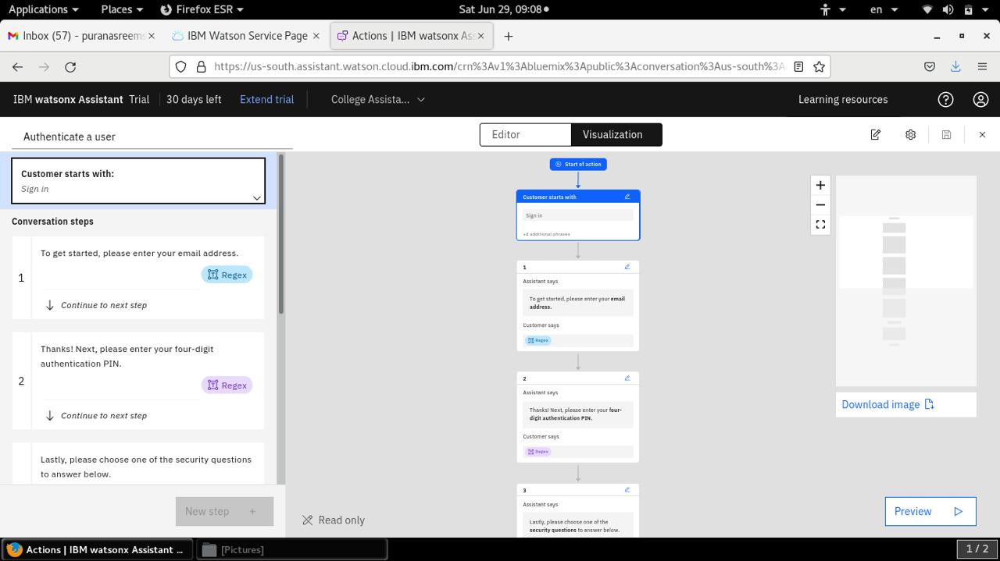 Applications Places Firefox ESR Sat Jun 29, 09:08 en
Inbox (57) - puranasreems IBM Watson Service Page Actions | IBM watsonx Ass
https://us-south.assistant.watson.cloud.ibm.com/crn%3Av1%3Abluemix%3Apublic%3Aconversation%3Aus-south%3A
IBM watsonx Assistant Trial 30 days left Extend trial College Assista... Learning resources
Authenticate a user Editor Visualization
Customer starts with:
Sign in
Conversation steps
1
To get started, please enter your email address.
Regex
Continue to next step
2
Thanks! Next, please enter your four-digit
authentication PIN.
Regex
Continue to next step
Lastly, please choose one of the security questions
to answer below.
New step +
Start of action
Customer starts with
Sign in
+4 additional phrases
1
Assistant says
To get started, please enter your email
address.
Customer says
Regex
2
Assistant says
Thanks! Next, please enter your four-
digit authentication PIN.
Customer says
Regex
3
Assistant says
Lastly, please choose one of the
security questions to answer below.
Read only
Download image
Preview
Actions | IBM watsonx Assistant ... [Pictures] 1 / 2